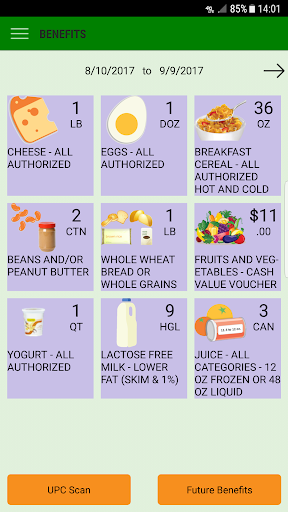 85% 14:01
BENEFITS
8/10/2017 to 9/9/2017
1
LB
CHEESE - ALL
AUTHORIZED
1
DOZ
EGGS - ALL
AUTHORIZED
36
OZ
BREAKFAST
CEREAL - ALL
AUTHORIZED
HOT AND COLD
2
CTN
BEANS AND/OR
PEANUT BUTTER
1
LB
WHOLE WHEAT
BREAD OR
WHOLE GRAINS
$11
.00
FRUITS AND VEG-
ETABLES - CASH
VALUE VOUCHER
1
QT
YOGURT - ALL
AUTHORIZED
9
HGL
LACTOSE FREE
MILK - LOWER
FAT (SKIM & 1%)
3
CAN
JUICE - ALL
CATEGORIES - 12
OZ FROZEN OR 48
OZ LIQUID
UPC Scan
Future Benefits